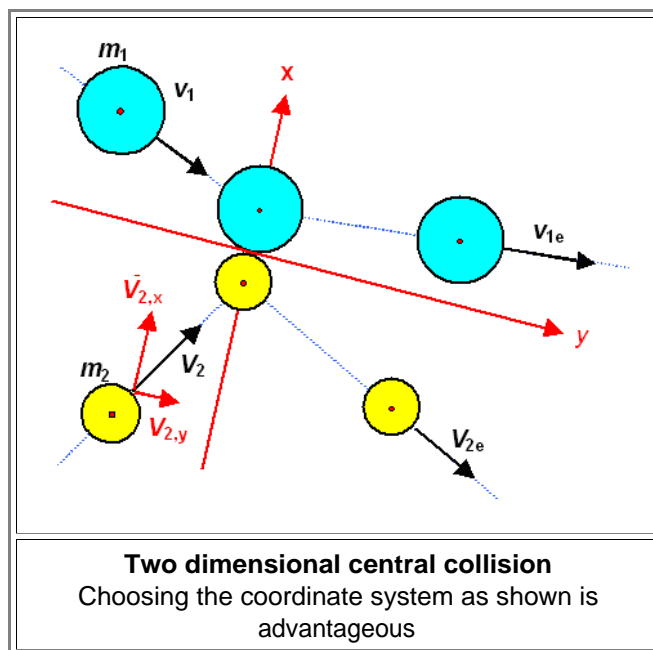 m1
v1
x
v1e
y
V2,x
V2
m2
V2,y
V2e
Two dimensional central collision
Choosing the coordinate system as shown is
advantageous